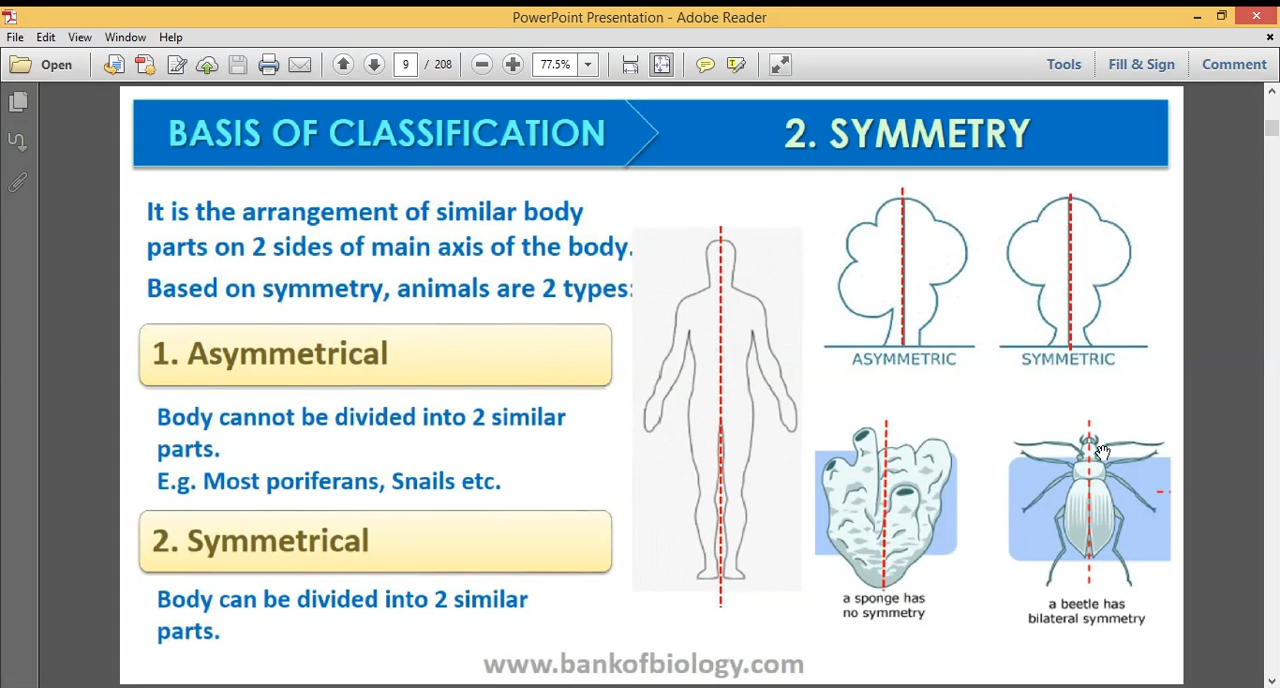 PowerPoint Presentation - Adobe Reader
File Edit View Window Help
Open 9 / 208 77.5% Tools Fill & Sign Comment
BASIS OF CLASSIFICATION
2. SYMMETRY
It is the arrangement of similar body
parts on 2 sides of main axis of the body.
Based on symmetry, animals are 2 types:
1. Asymmetrical
Body cannot be divided into 2 similar
parts.
E.g. Most poriferans, Snails etc.
2. Symmetrical
Body can be divided into 2 similar
parts.
ASYMMETRIC
SYMMETRIC
a sponge has
no symmetry
a beetle has
bilateral symmetry
www.bankofbiology.com